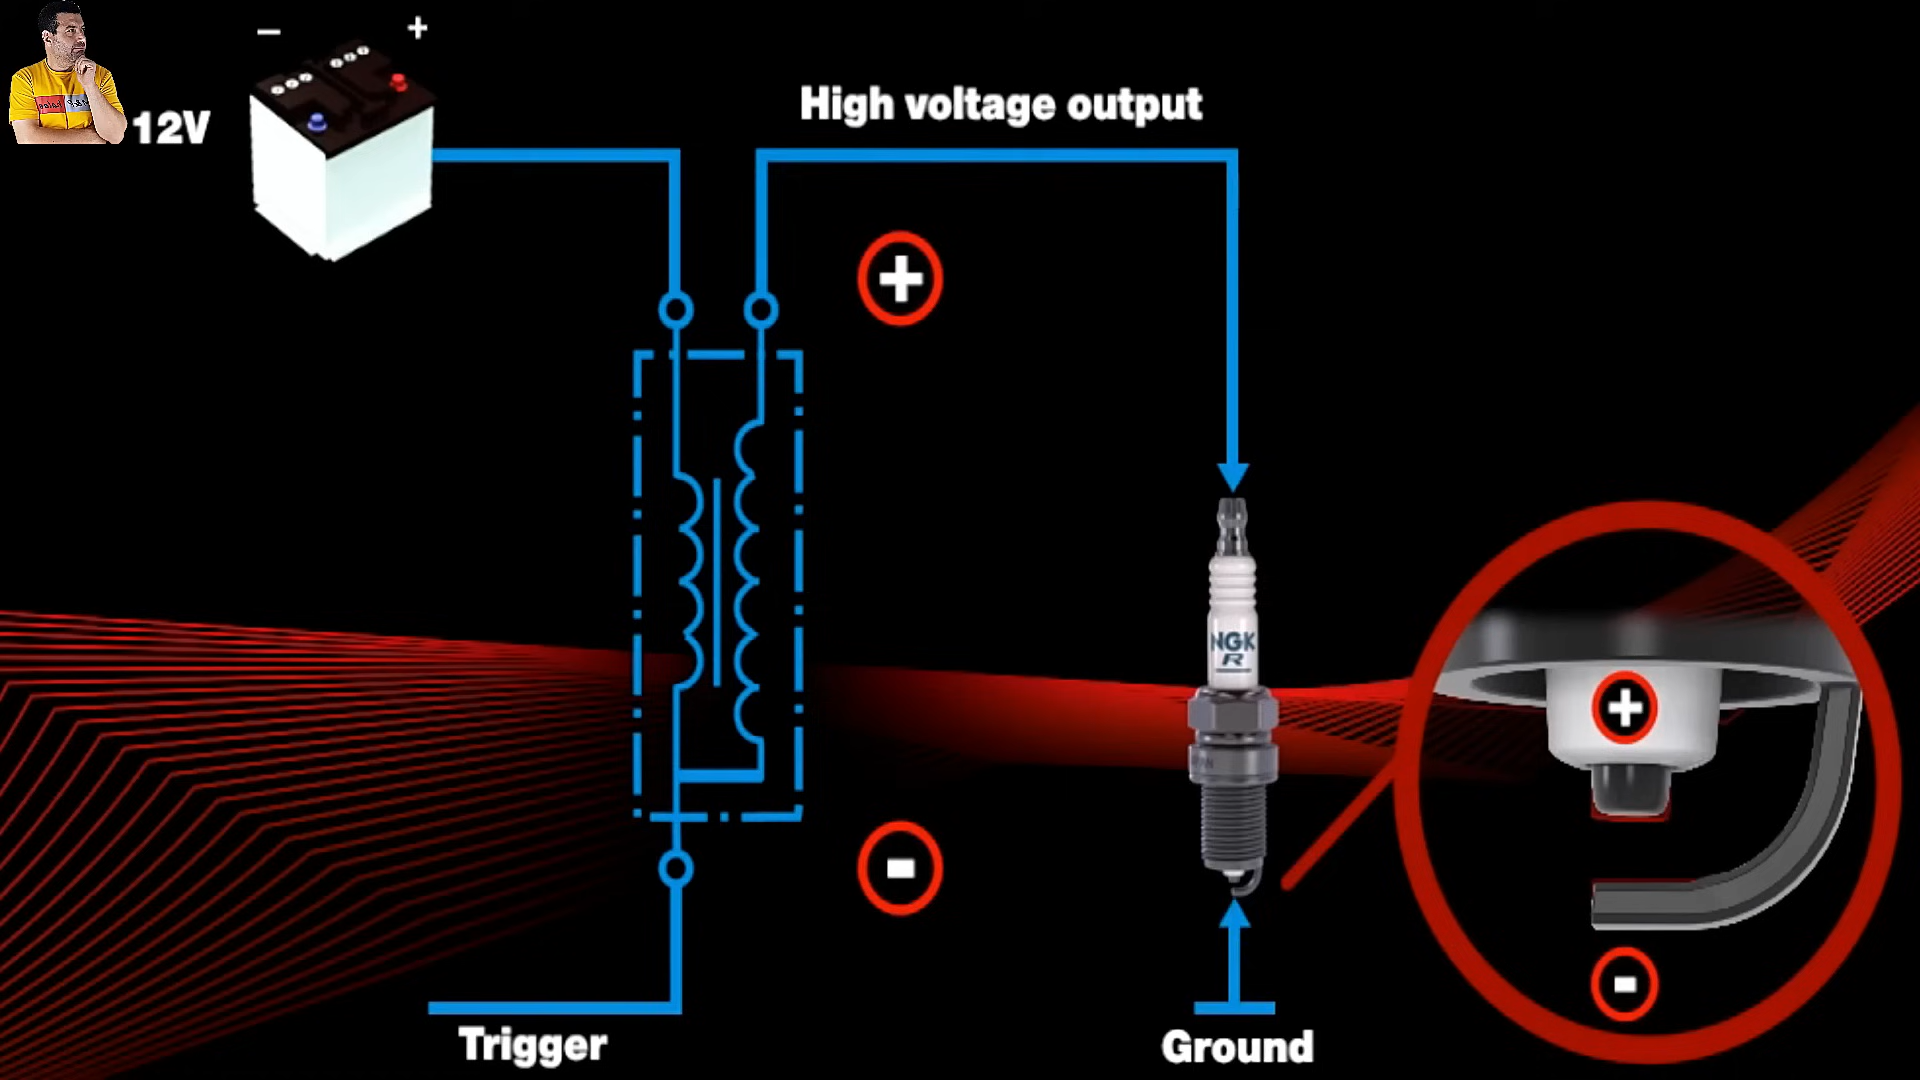 − +
12V
High voltage output
+
NGK
R
+
-
-
Trigger
Ground